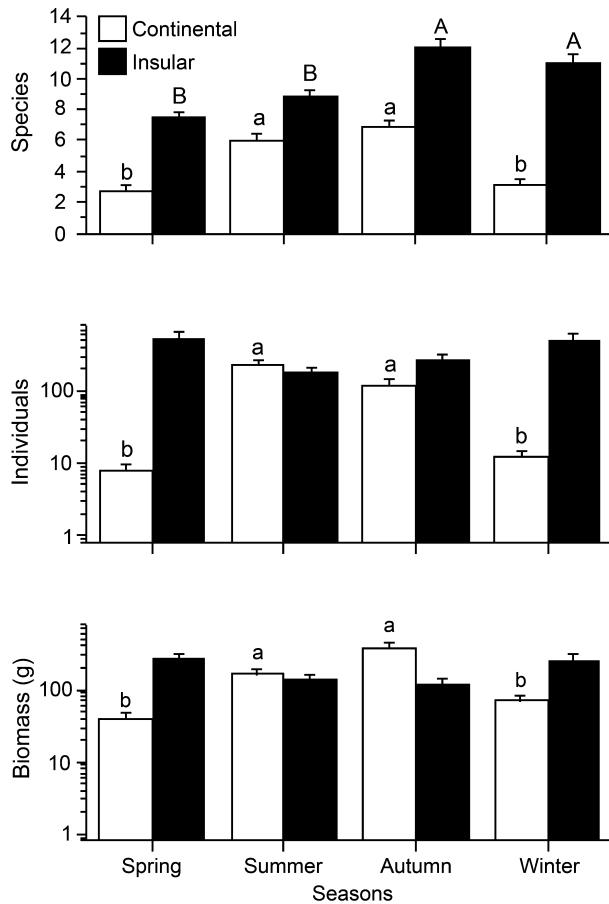 Continental
Insular
Species
14
12
10
8
6
4
2
0
b
B
a
B
a
A
b
A
Individuals
100
10
1
b
a
a
b
Biomass (g)
100
10
1
b
a
a
b
Spring Summer Autumn Winter
Seasons